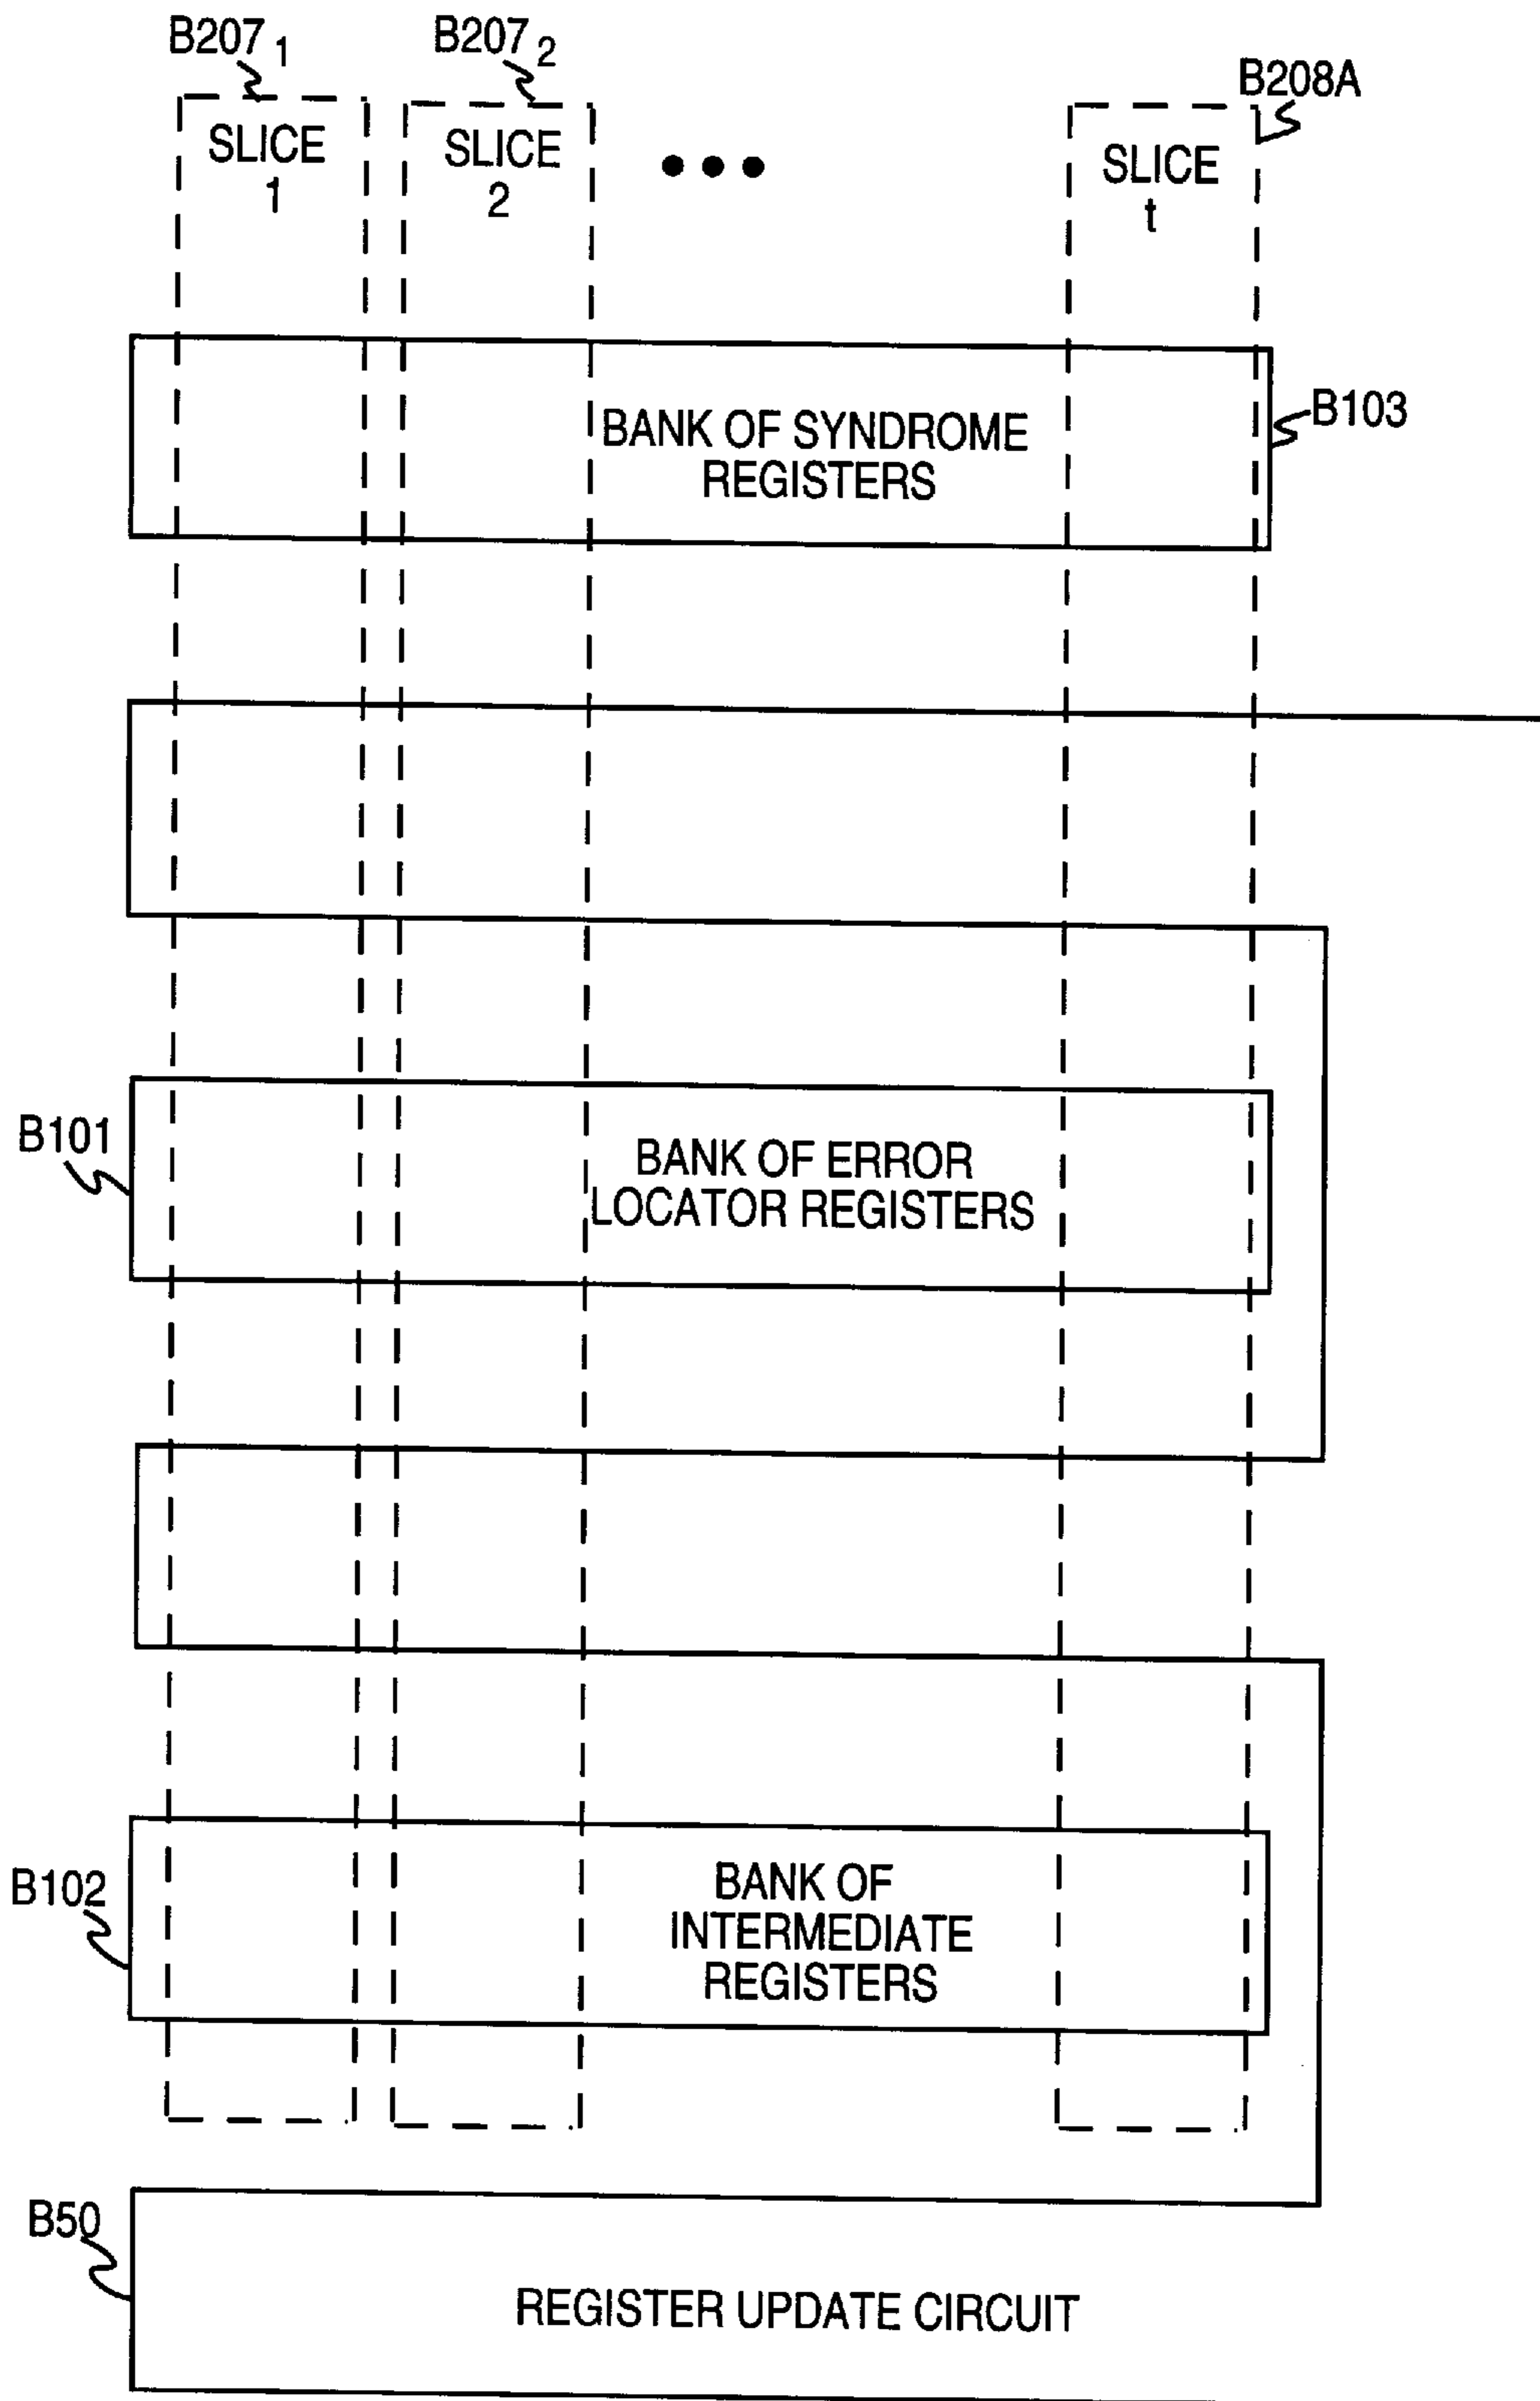 B207 1
B207 2
B208A
SLICE
1
SLICE
2
SLICE
t
BANK OF SYNDROME
REGISTERS
B103
B101
BANK OF ERROR
LOCATOR REGISTERS
B102
BANK OF
INTERMEDIATE
REGISTERS
B50
REGISTER UPDATE CIRCUIT